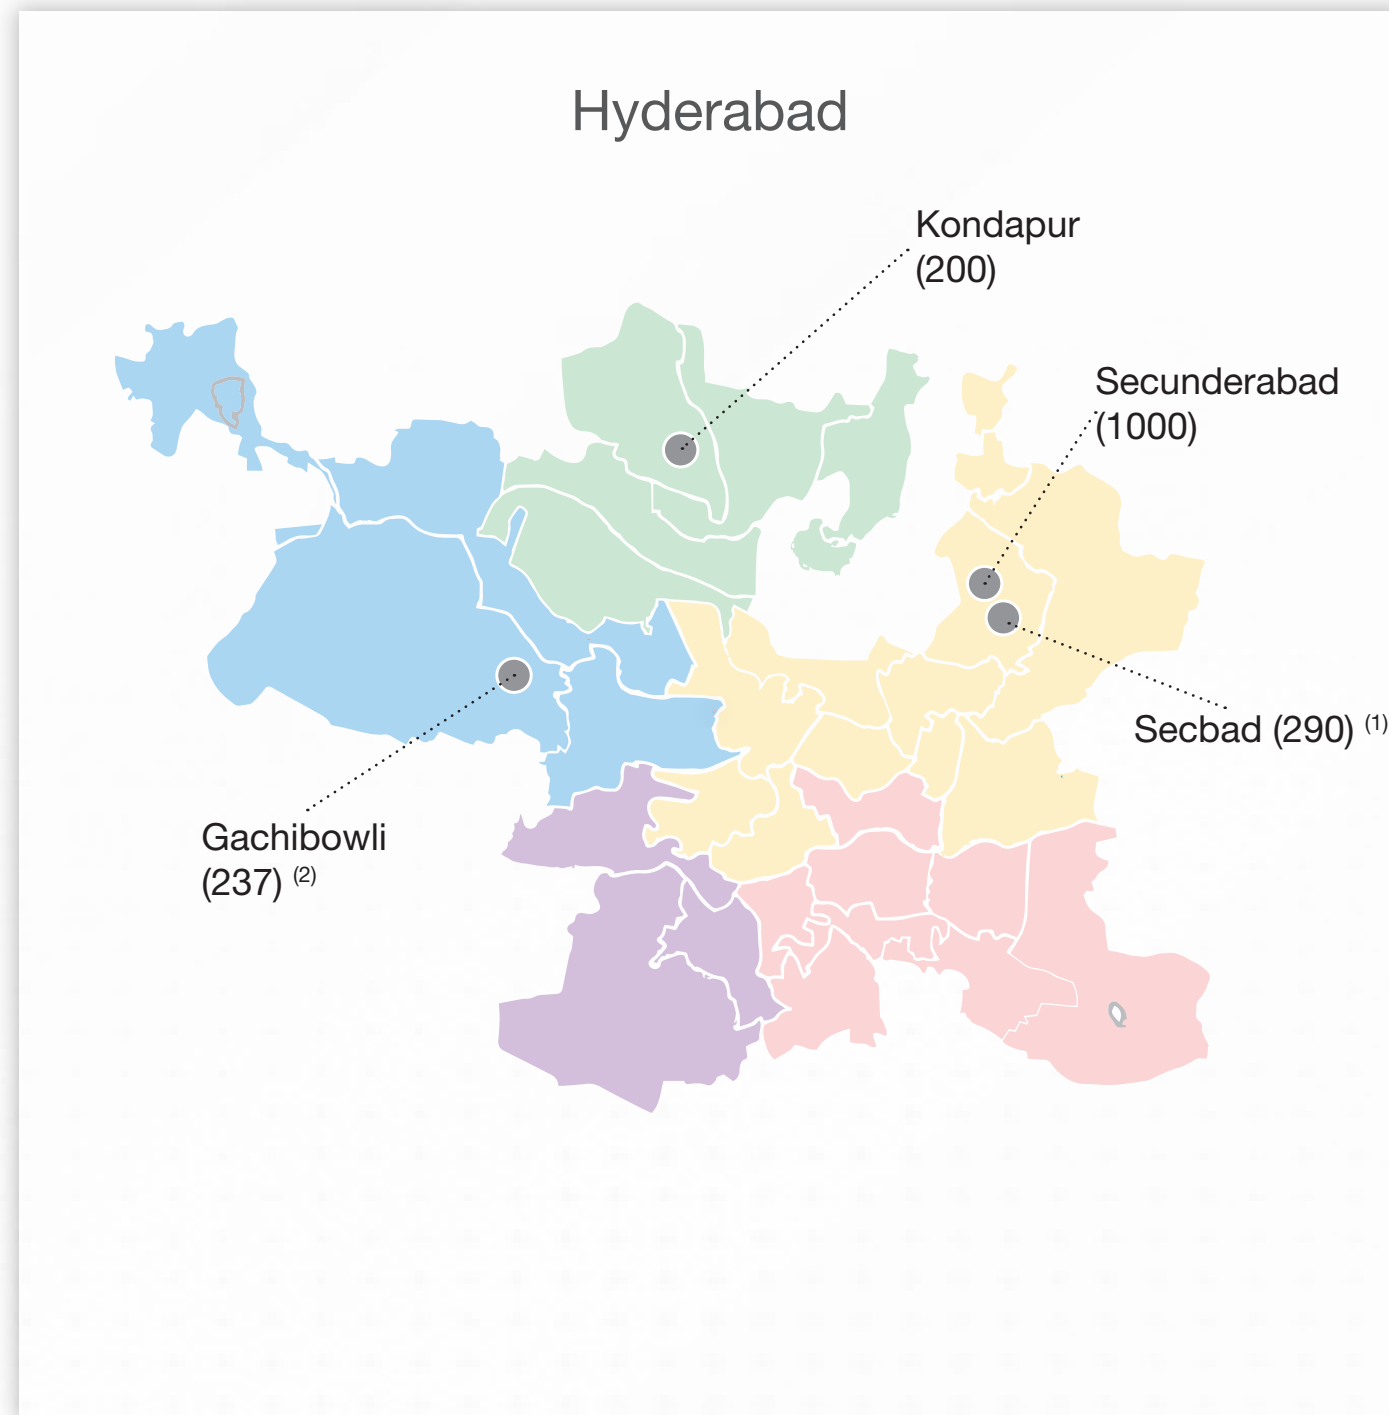 Hyderabad
Kondapur
(200)
Secunderabad
(1000)
Secbad (290) (1)
Gachibowli
(237) (2)